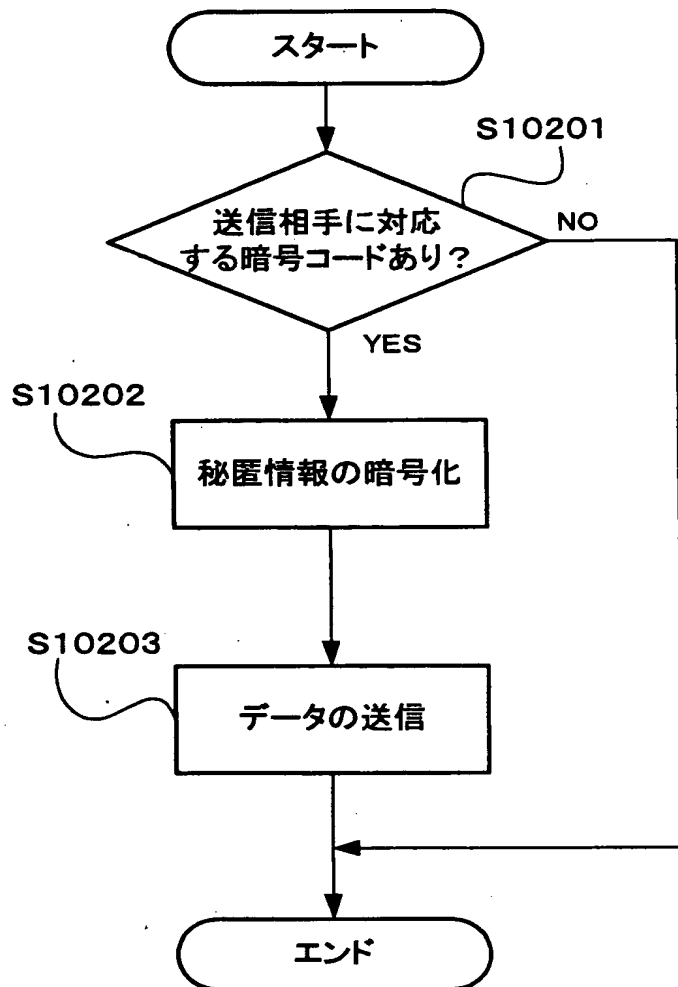 スタート
S10201
送信相手に対応
する暗号コードあり？
NO
YES
S10202
秘匿情報の暗号化
S10203
データの送信
エンド